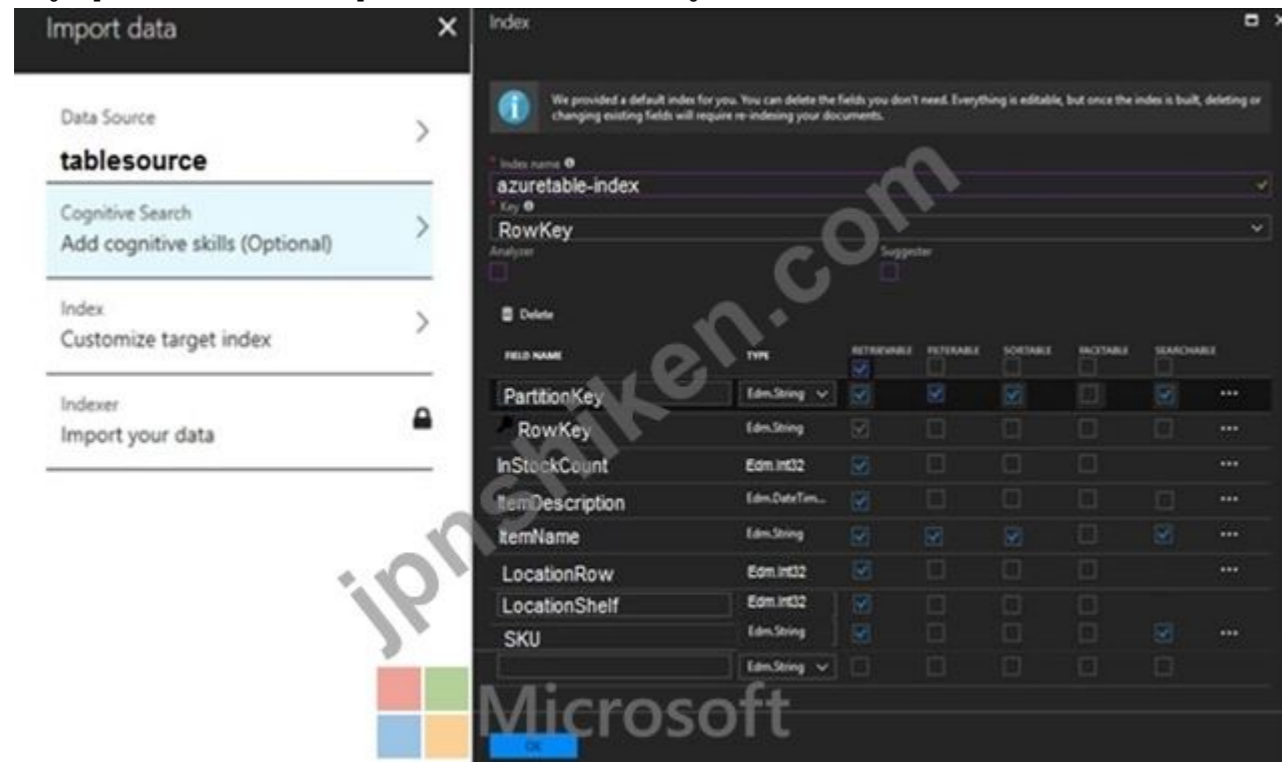 Import data
Data Source
tablesource
Cognitive Search
Add cognitive skills (Optional)
Index
Customize target index
Indexer
Import your data
Index
We provided a default index for you. You can delete the fields you don't need. Everything is editable, but once the index is built, deleting or
changing existing fields will require re-indexing your documents.
* Index name
azuretable-index
* Key
RowKey
Analyzer Suggester
Delete
FIELD NAME TYPE RETRIEVABLE FILTERABLE SORTABLE FACETABLE SEARCHABLE
PartitionKey Edm.String ...
RowKey Edm.String ...
InStockCount Edm.Int32 ...
ItemDescription Edm.DateTim... ...
ItemName Edm.String ...
LocationRow Edm.Int32 ...
LocationShelf Edm.Int32
SKU Edm.String ...
Edm.String
OK
jpnshiken.com
Microsoft